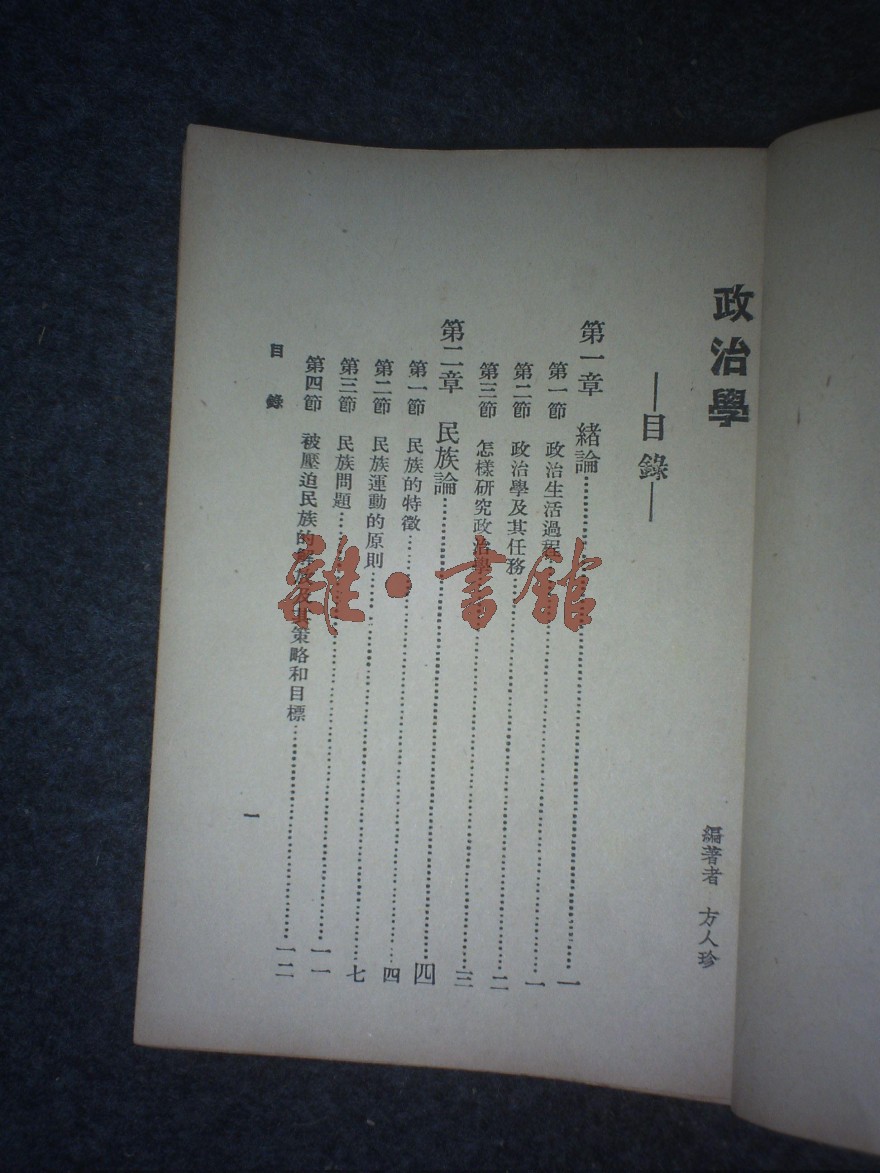 政治學
—目錄—
編著者 方人珍
第一章 緒論……一
第一節 政治生活過程……一
第二節 政治學及其任務……二
第三節 怎樣研究政治學……三
第二章 民族論……四
第一節 民族的特徵……四
第二節 民族運動的原則……七
第三節 民族問題……一一
第四節 被壓迫民族的解放及其策略和目標……一二
目錄
一
雜·書館